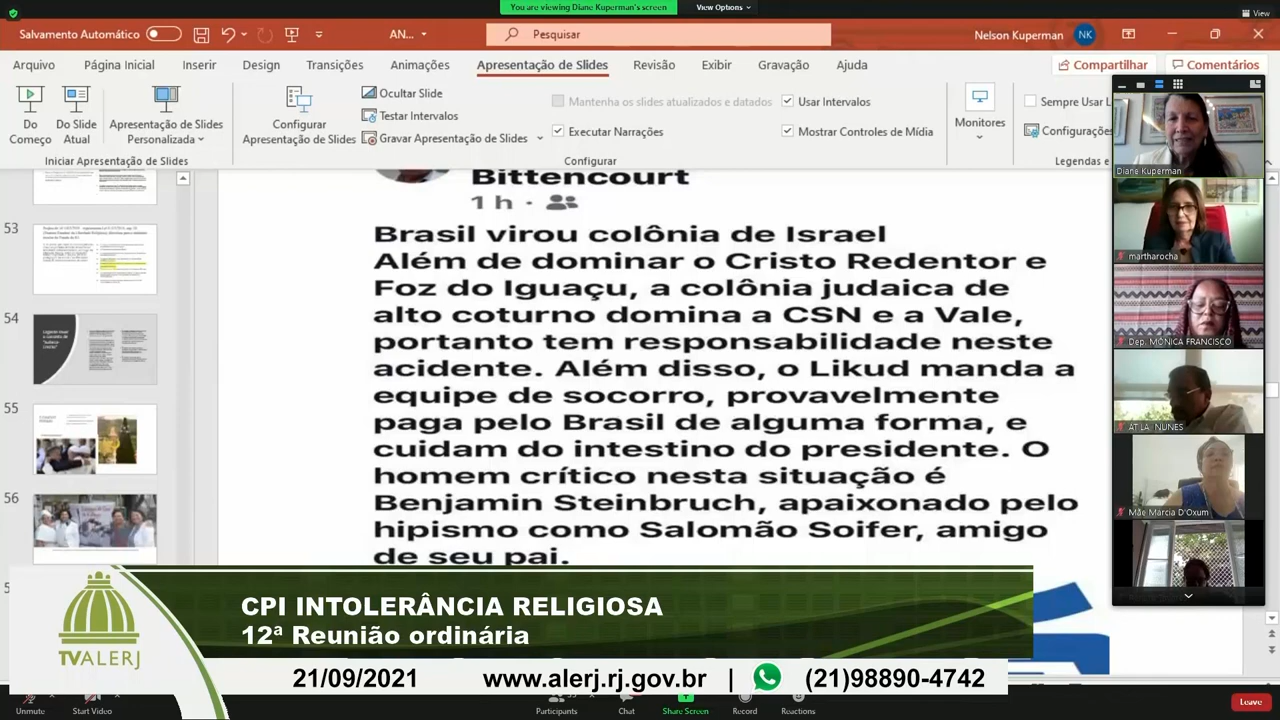 You are viewing Diane Kuperman's screen
View Options
View
Salvamento Automático
AN...
Pesquisar
Nelson Kuperman
NK
Arquivo
Página Inicial
Inserir
Design
Transições
Animações
Apresentação de Slides
Revisão
Exibir
Gravação
Ajuda
Compartilhar
Comentários
Do Começo
Do Slide Atual
Apresentação de Slides Personalizada
Iniciar Apresentação de Slides
Configurar Apresentação de Slides
Ocultar Slide
Testar Intervalos
Gravar Apresentação de Slides
Mantenha os slides atualizados e datados
Executar Narrações
Usar Intervalos
Mostrar Controles de Mídia
Configurar
Monitores
Sempre Usar L
Configurações
Legendas e
53
54
55
56
Bittencourt
1 h ·
Brasil virou colônia de Israel
Além de dominar o Cristo Redentor e
Foz do Iguaçu, a colônia judaica de
alto coturno domina a CSN e a Vale,
portanto tem responsabilidade neste
acidente. Além disso, o Likud manda a
equipe de socorro, provavelmente
paga pelo Brasil de alguma forma, e
cuidam do intestino do presidente. O
homem crítico nesta situação é
Benjamin Steinbruch, apaixonado pelo
hipismo como Salomão Soifer, amigo
de seu pai.
Diane Kuperman
martharocha
Dep. MÔNICA FRANCISCO
ATILA NUNES
Mãe Marcia D'Oxum
TVALERJ
CPI INTOLERÂNCIA RELIGIOSA
12ª Reunião ordinária
21/09/2021
www.alerj.rj.gov.br | (21)98890-4742
Unmute
Start Video
Participants
Chat
Share Screen
Record
Reactions
Leave